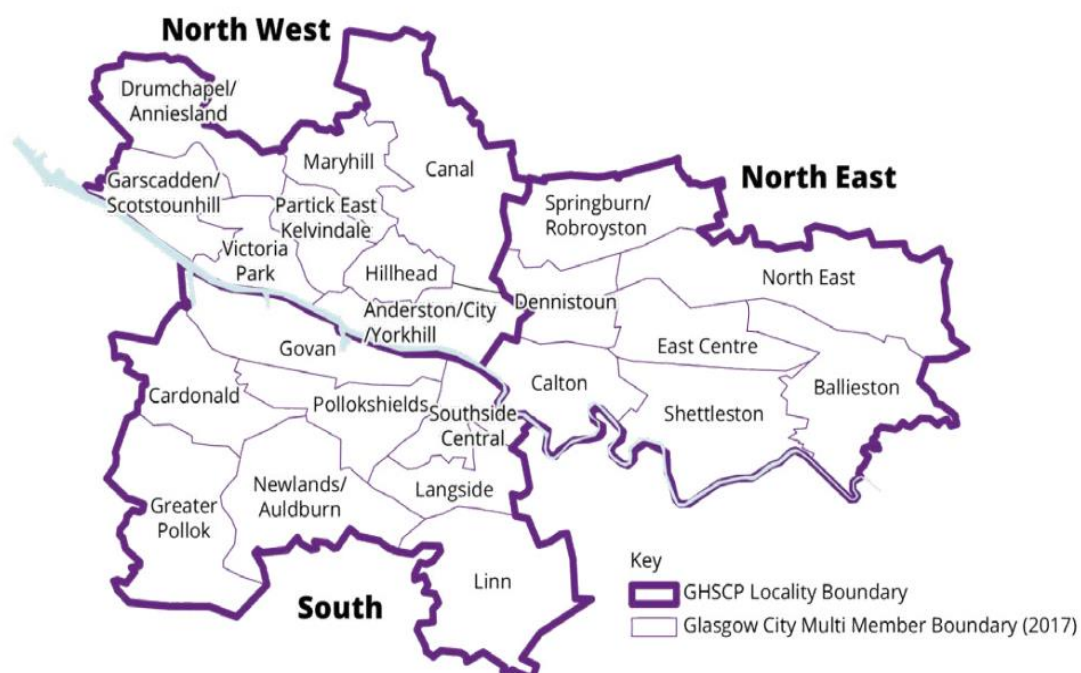 North West
Drumchapel/
Anniesland
Maryhill
Canal
Garscadden/
Scotstounhill
Partick East
Kelvindale
Victoria
Park
Hillhead
Anderston/City
/Yorkhill
North East
Springburn/
Robroyston
North East
Dennistoun
East Centre
Calton
Shettleston
Ballieston
Govan
Cardonald
Pollokshields
Southside
Central
Langside
Newlands/
Auldburn
Greater
Pollok
Linn
South
Key
GHSCP Locality Boundary
Glasgow City Multi Member Boundary (2017)